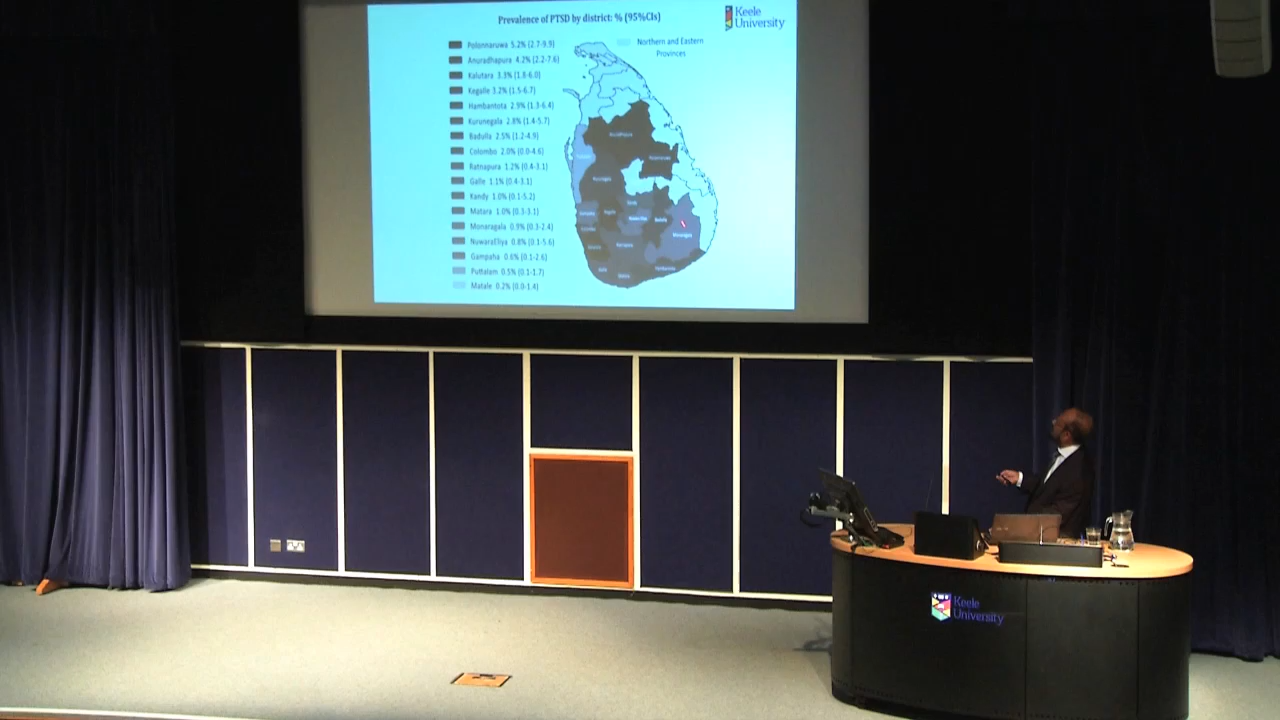 Prevalence of PTSD by district: % (95%CIs)
Keele
University
Polonnaruwa 5.2% (2.7-9.9)
Anuradhapura 4.2% (2.2-7.6)
Kalutara 3.3% (1.8-6.0)
Kegalle 3.2% (1.5-6.7)
Hambantota 2.9% (1.3-6.4)
Kurunegala 2.8% (1.4-5.7)
Badulla 2.5% (1.2-4.9)
Colombo 2.0% (0.0-4.6)
Ratnapura 1.2% (0.4-3.1)
Galle 1.1% (0.4-3.1)
Kandy 1.0% (0.1-5.2)
Matara 1.0% (0.3-3.1)
Monaragala 0.9% (0.3-2.4)
NuwaraEliya 0.8% (0.1-5.6)
Gampaha 0.6% (0.1-2.6)
Puttalam 0.5% (0.1-1.7)
Matale 0.2% (0.0-1.4)
Northern and Eastern
Provinces
Keele
University